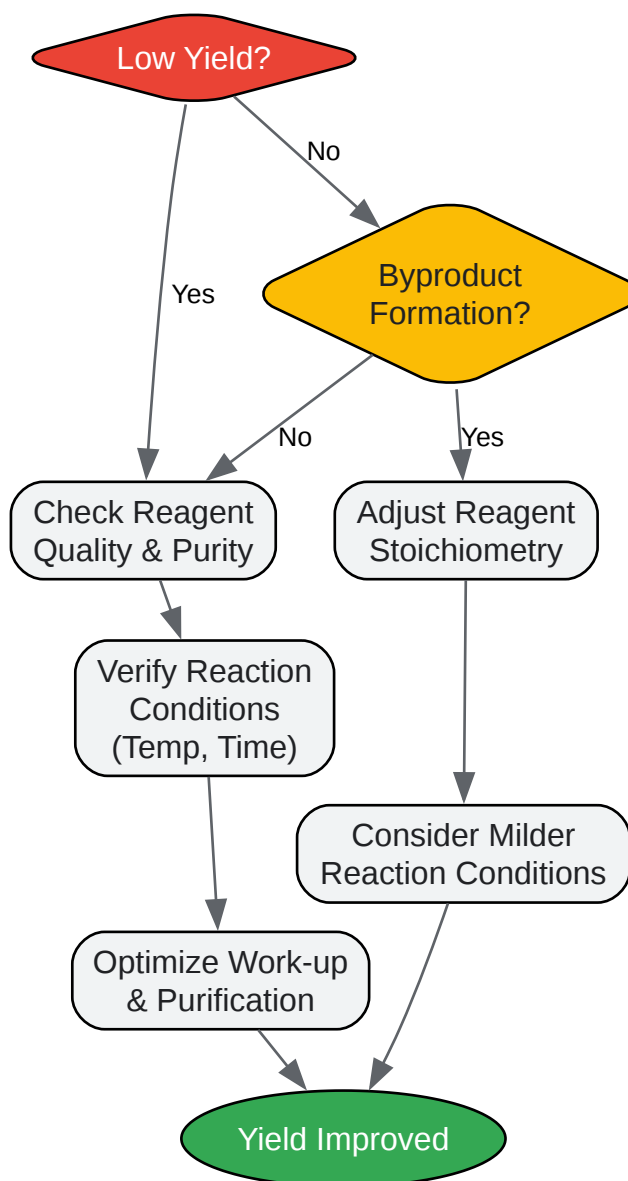 Low Yield?
No
Byproduct
Formation?
Yes
No
Yes
Check Reagent
Quality & Purity
Adjust Reagent
Stoichiometry
Verify Reaction
Conditions
(Temp, Time)
Consider Milder
Reaction Conditions
Optimize Work-up
& Purification
Yield Improved